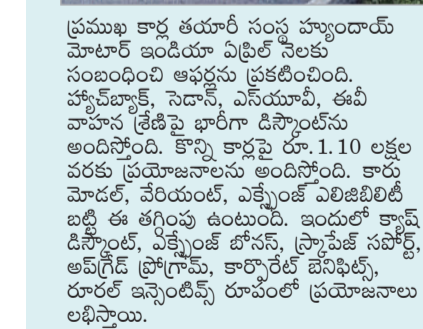 ప్రముఖ కార్ల తయారీ సంస్థ హ్యుందాయ్
మోటార్ ఇండియా ఏప్రిల్ నెలకు
సంబంధించి ఆఫర్లను ప్రకటించింది.
హ్యాచ్‌బ్యాక్, సెడాన్, ఎస్‌యూవీ, ఈవీ
వాహన శ్రేణిపై భారీగా డిస్కౌంట్‌ను
అందిస్తోంది. కొన్ని కార్లపై రూ.1.10 లక్షల
వరకు ప్రయోజనాలను అందిస్తోంది. కారు
మోడల్, వేరియంట్, ఎక్స్ఛేంజ్ ఎలిజిబిలిటీ
బట్టి ఈ తగ్గింపు ఉంటుంది. ఇందులో క్యాష్
డిస్కౌంట్, ఎక్స్ఛేంజ్ బోనస్, స్క్రాపేజ్ సపోర్ట్,
అప్‌గ్రేడ్ ప్రోగ్రామ్, కార్పొరేట్ బెనిఫిట్స్,
రూరల్ ఇన్సెంటివ్స్ రూపంలో ప్రయోజనాలు
లభిస్తాయి.